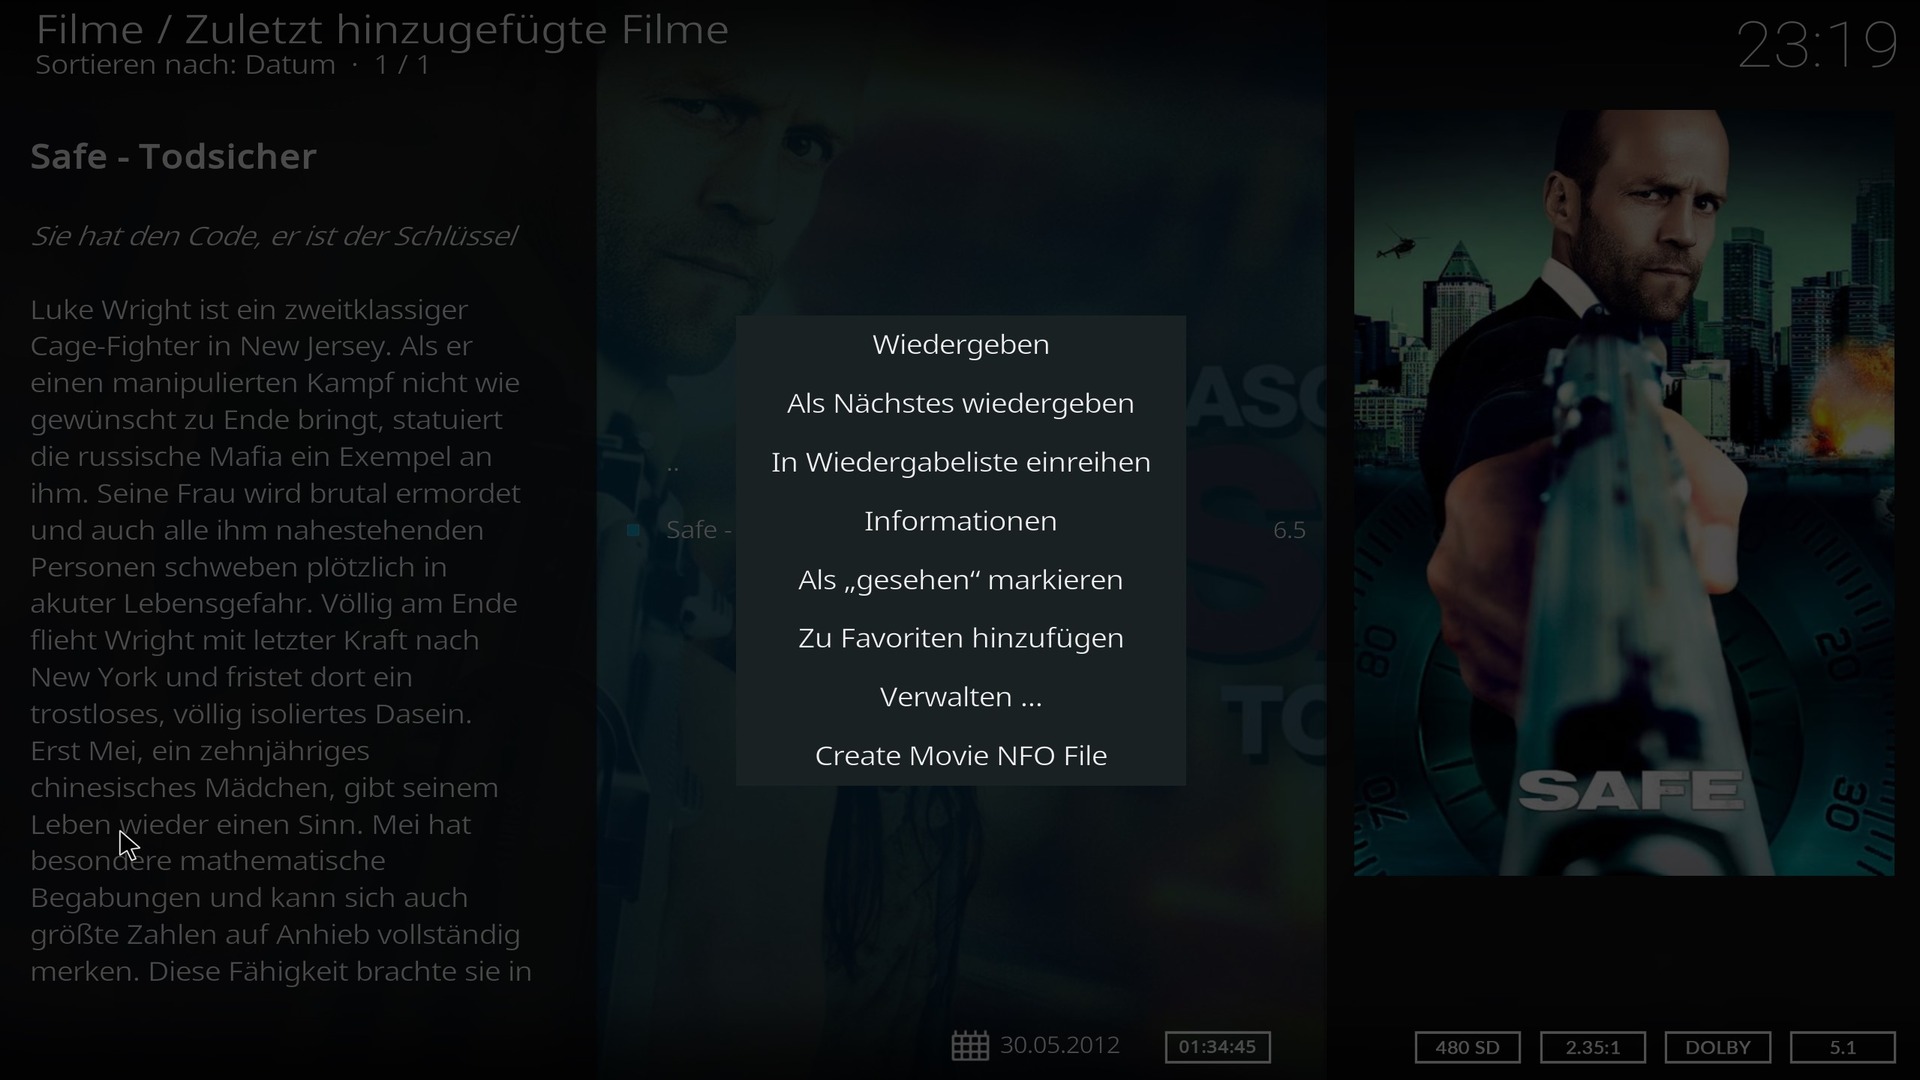 Filme / Zuletzt hinzugefügte Filme
Sortieren nach: Datum · 1 / 1
23:19
Safe - Todsicher
Sie hat den Code, er ist der Schlüssel
Luke Wright ist ein zweitklassiger
Cage-Fighter in New Jersey. Als er
einen manipulierten Kampf nicht wie
gewünscht zu Ende bringt, statuiert
die russische Mafia ein Exempel an
ihm. Seine Frau wird brutal ermordet
und auch alle ihm nahestehenden
Personen schweben plötzlich in
akuter Lebensgefahr. Völlig am Ende
flieht Wright mit letzter Kraft nach
New York und fristet dort ein
trostloses, völlig isoliertes Dasein.
Erst Mei, ein zehnjähriges
chinesisches Mädchen, gibt seinem
Leben wieder einen Sinn. Mei hat
besondere mathematische
Begabungen und kann sich auch
größte Zahlen auf Anhieb vollständig
merken. Diese Fähigkeit brachte sie in
..
Safe -
6.5
Wiedergeben
Als Nächstes wiedergeben
In Wiedergabeliste einreihen
Informationen
Als „gesehen“ markieren
Zu Favoriten hinzufügen
Verwalten ...
Create Movie NFO File
SAFE
80
70
20
30
30.05.2012
01:34:45
480 SD
2.35:1
DOLBY
5.1